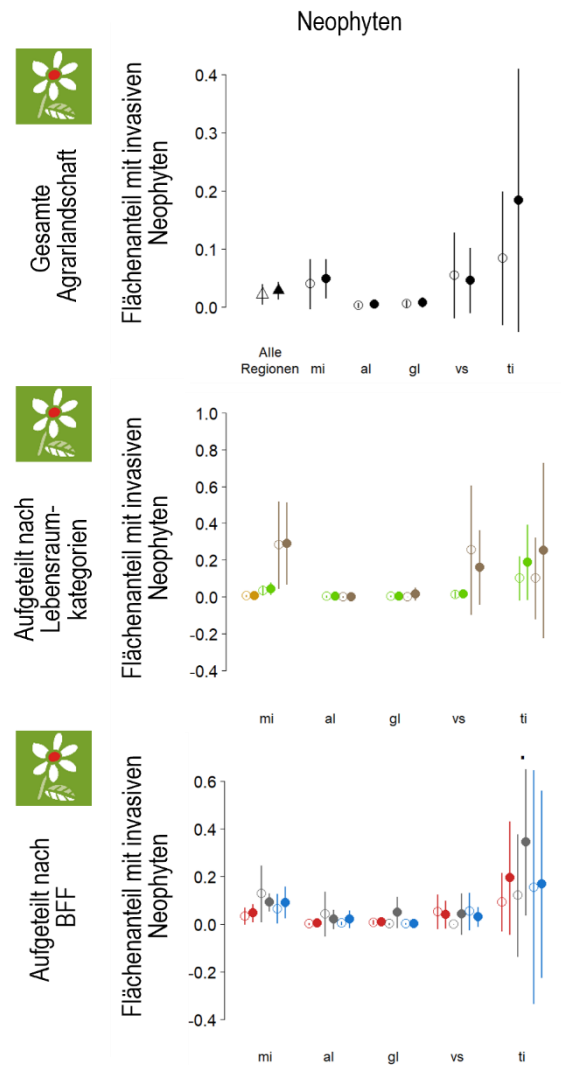 Neophyten
Gesamte
Agrarlandschaft
Flächenanteil mit invasiven
Neophyten
0.4
0.3
0.2
0.1
0.0
Alle
Regionen mi al gl vs ti
Aufgeteilt nach
Lebensraum-
kategorien
Flächenanteil mit invasiven
Neophyten
1.0
0.8
0.6
0.4
0.2
0.0
-0.2
-0.4
mi al gl vs ti
Aufgeteilt nach
BFF
Flächenanteil mit invasiven
Neophyten
0.6
0.4
0.2
0.0
-0.2
-0.4
mi al gl vs ti